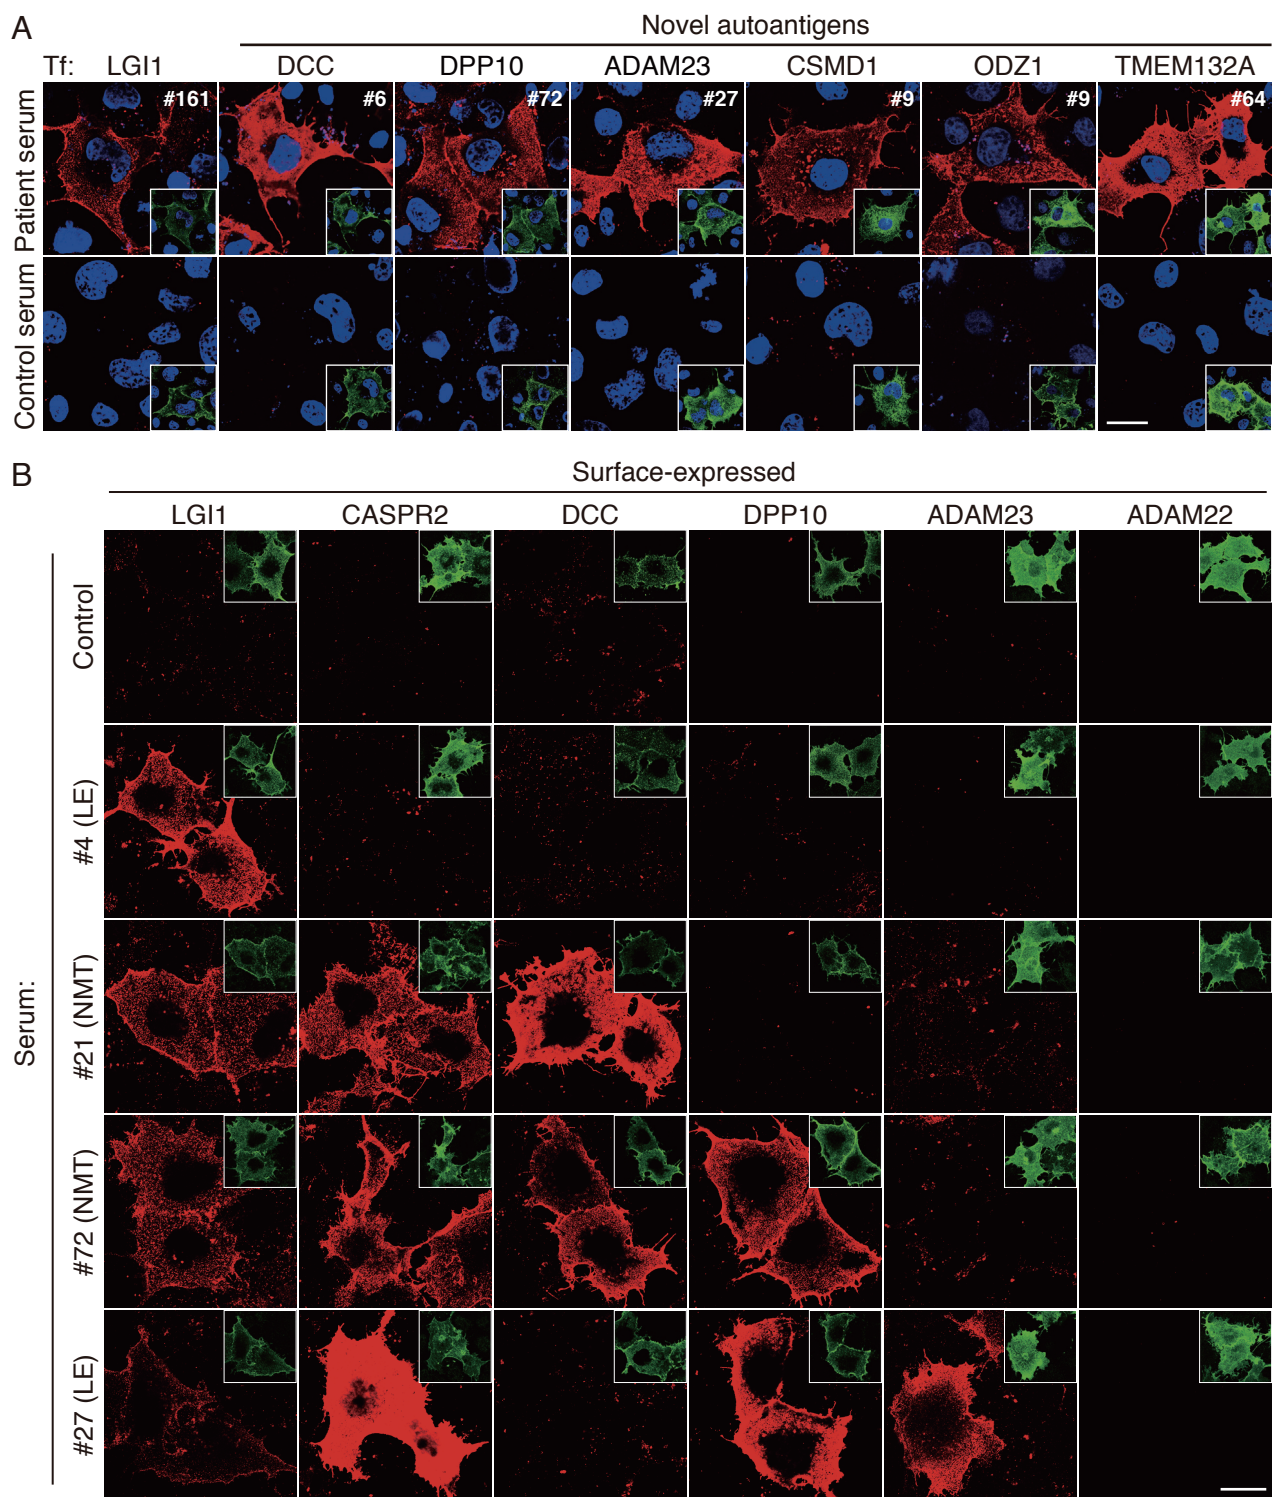 A
Novel autoantigens
Tf: LGI1 DCC DPP10 ADAM23 CSMD1 ODZ1 TMEM132A
Patient serum
#161 #6 #72 #27 #9 #9 #64
Control serum
B
Surface-expressed
LGI1 CASPR2 DCC DPP10 ADAM23 ADAM22
Serum:
Control
#4 (LE)
#21 (NMT)
#72 (NMT)
#27 (LE)